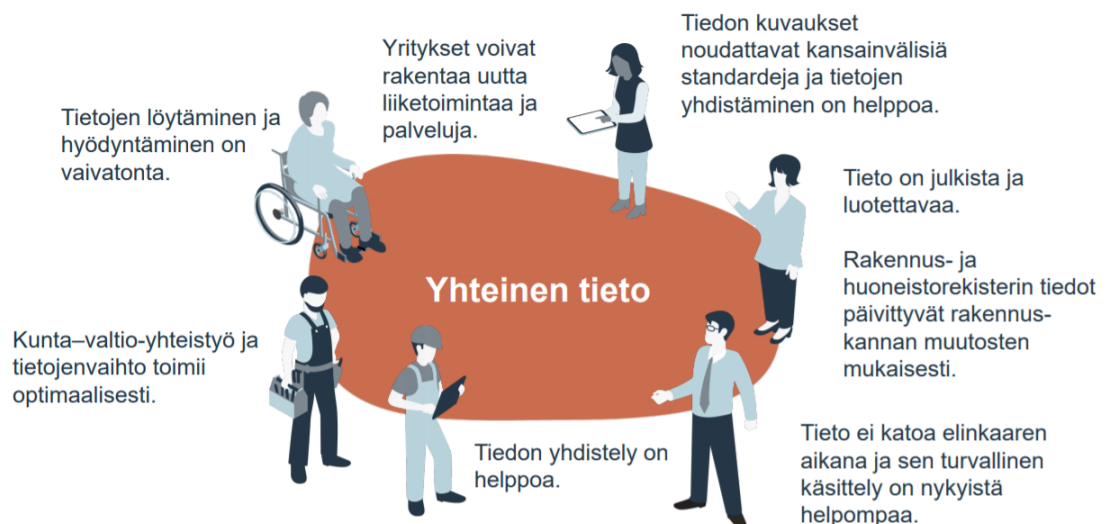 Tiedon kuvaukset
noudattavat kansainvälisiä
standardeja ja tietojen
yhdistäminen on helppoa.
Yritykset voivat
rakentaa uutta
liiketoimintaa ja
palveluja.
Tietojen löytäminen ja
hyödyntäminen on
vaivatonta.
Tieto on julkista ja
luotettavaa.
Rakennus- ja
huoneistorekisterin tiedot
päivittyvät rakennus-
kannan muutosten
mukaisesti.
Yhteinen tieto
Kunta–valtio-yhteistyö ja
tietojenvaihto toimii
optimaalisesti.
Tiedon yhdistely on
helppoa.
Tieto ei katoa elinkaaren
aikana ja sen turvallinen
käsittely on nykyistä
helpompaa.